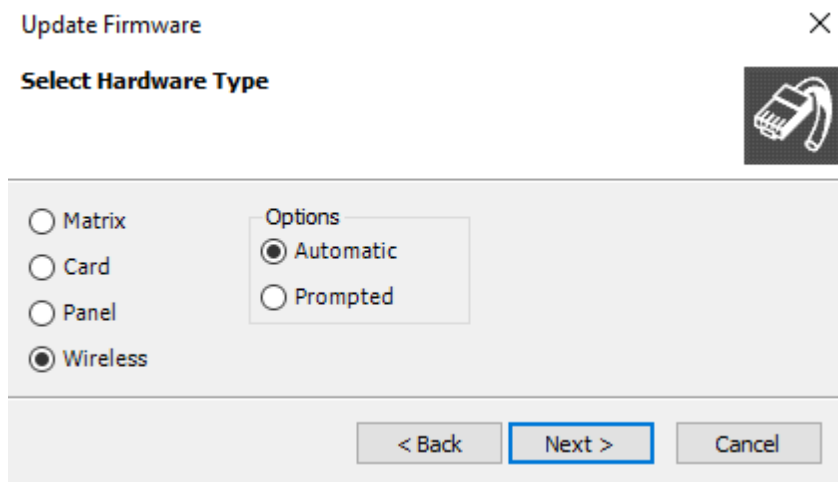 Update Firmware
Select Hardware Type
Matrix
Card
Panel
Wireless
Options
Automatic
Prompted
< Back
Next >
Cancel